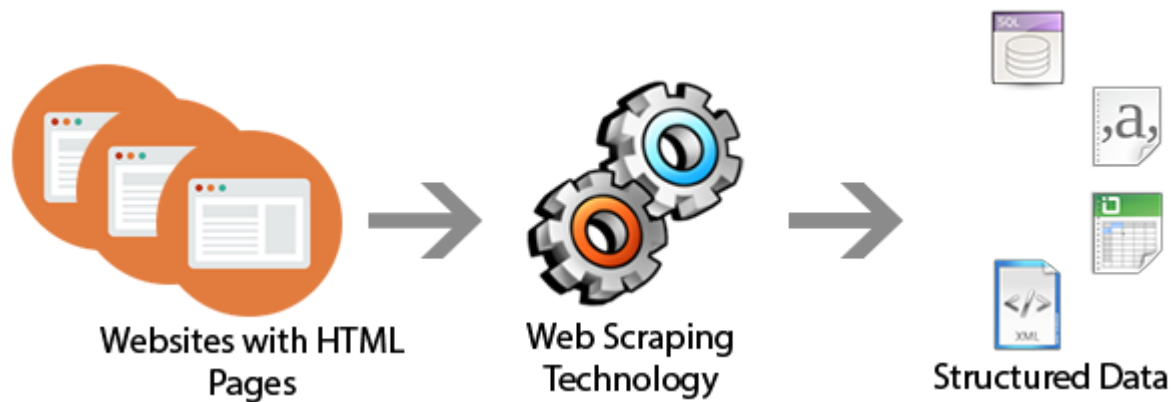 SQL
,a,
XML
Websites with HTML
Pages
Web Scraping
Technology
Structured Data